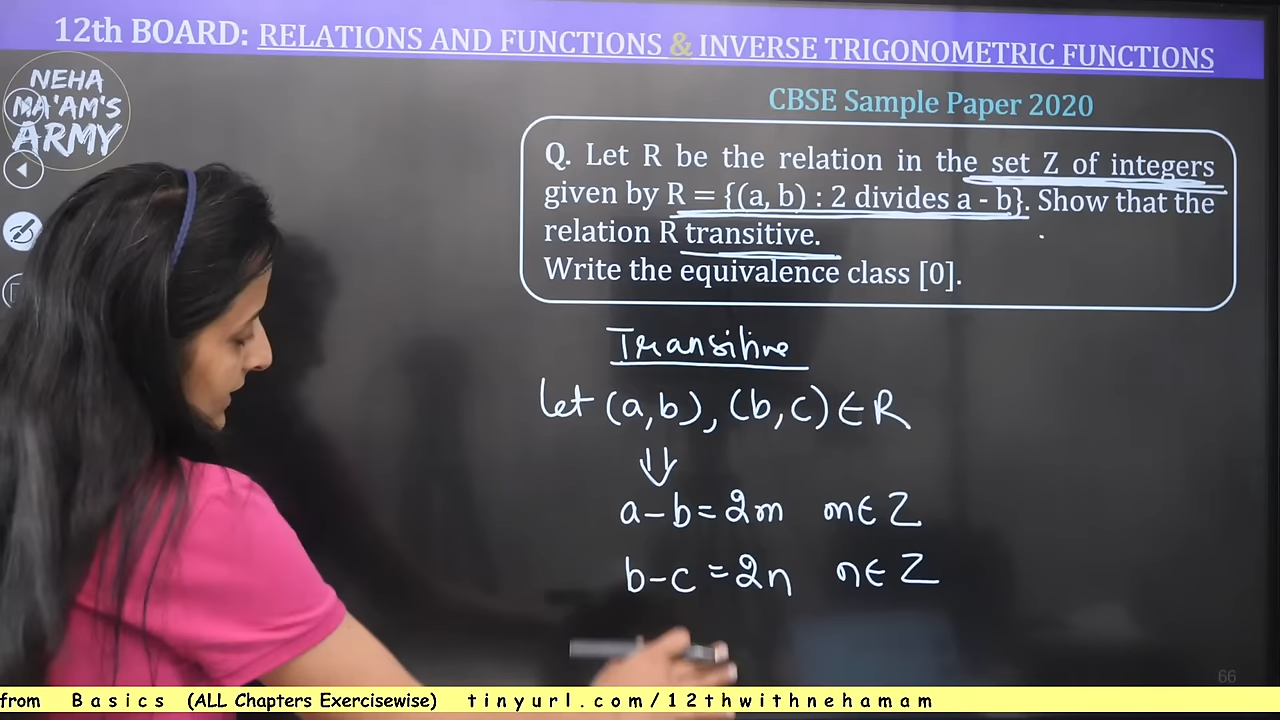 12th BOARD: RELATIONS AND FUNCTIONS & INVERSE TRIGONOMETRIC FUNCTIONS
NEHA
MA'AM'S
ARMY
CBSE Sample Paper 2020
Q. Let R be the relation in the set Z of integers
given by R = {(a, b) : 2 divides a - b}. Show that the
relation R transitive.
Write the equivalence class [0].
Transitive
let (a,b), (b,c) ∈ R
⇓
a-b = 2m m ∈ Z
b-c = 2n n ∈ Z
66
from Basics (ALL Chapters Exercisewise) tinyurl.com/12thwithnehamam